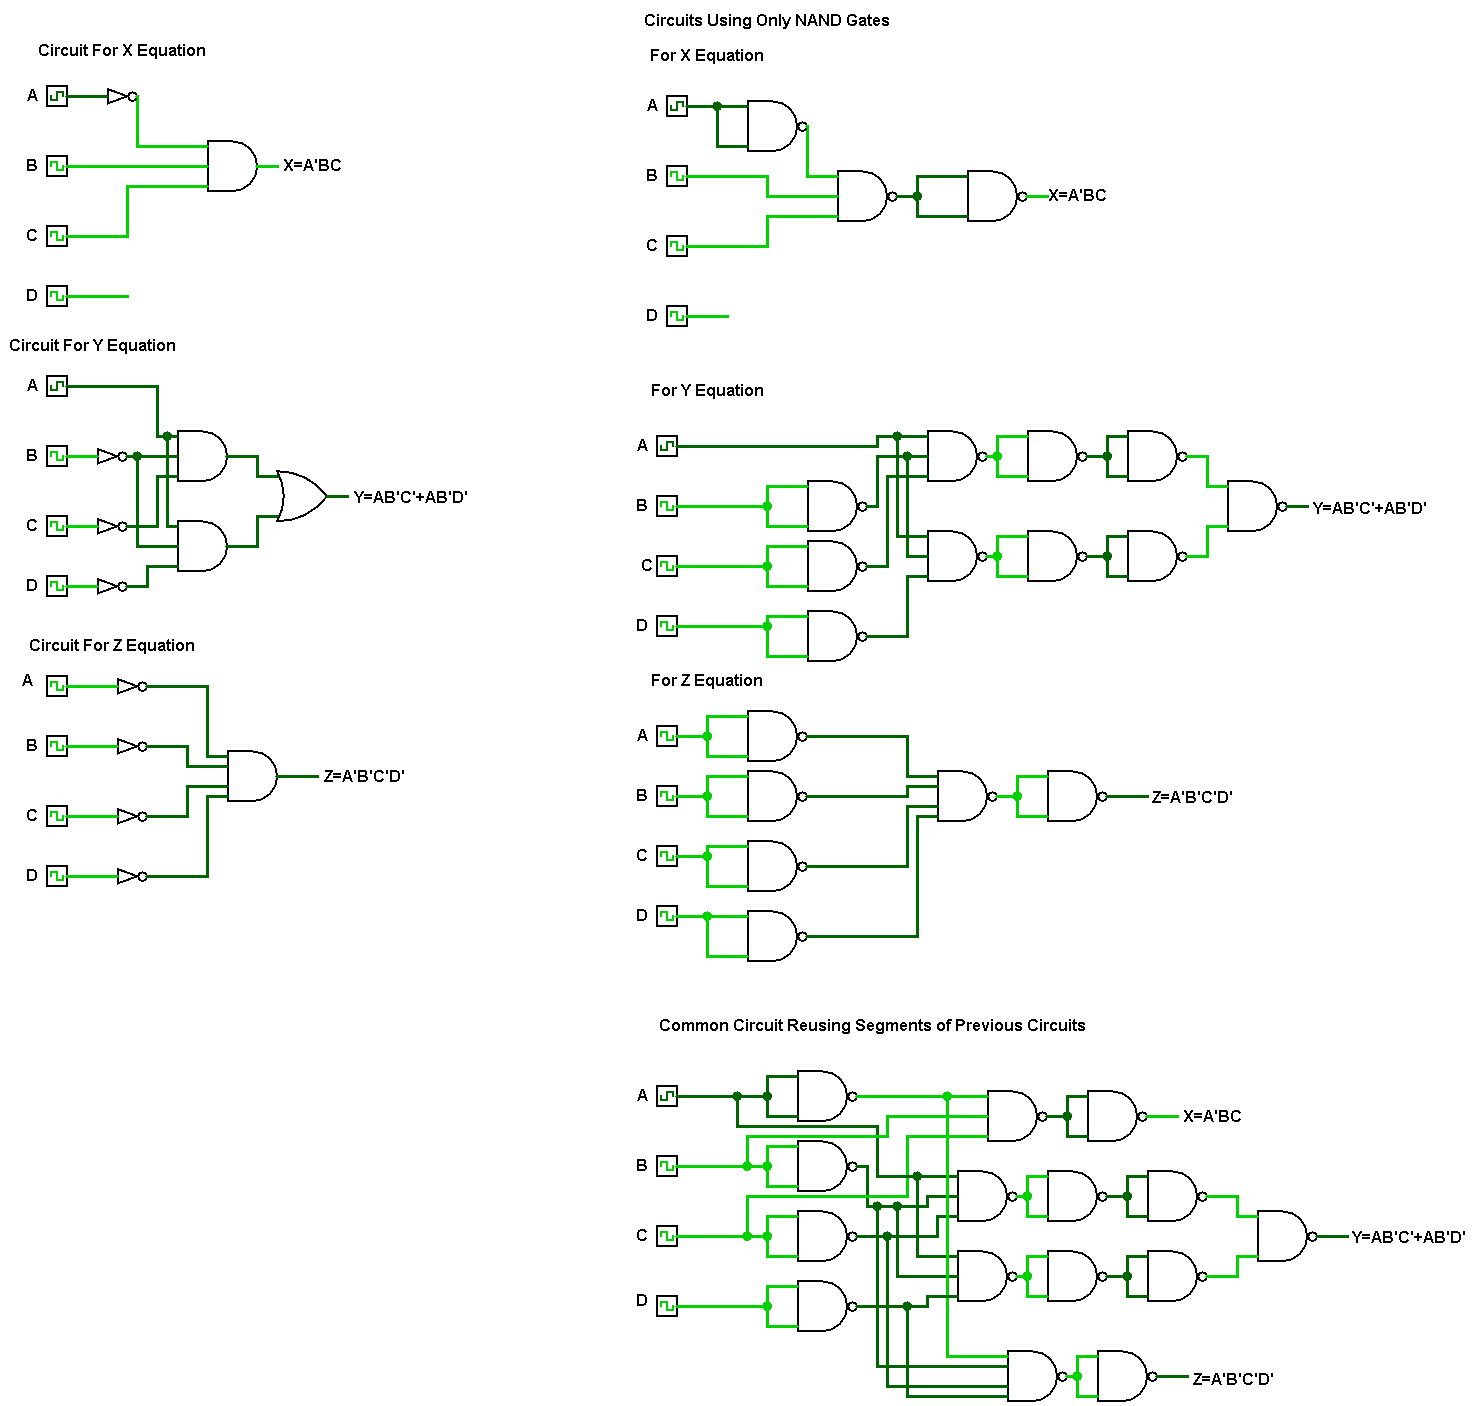 Circuit For X Equation
A
B
X=A'BC
C
D
Circuit For Y Equation
A
B
Y=AB'C'+AB'D'
C
D
Circuit For Z Equation
A
B
Z=A'B'C'D'
C
D
Circuits Using Only NAND Gates
For X Equation
A
B
X=A'BC
C
D
For Y Equation
A
B
Y=AB'C'+AB'D'
C
D
For Z Equation
A
B
Z=A'B'C'D'
C
D
Common Circuit Reusing Segments of Previous Circuits
A
X=A'BC
B
C
Y=AB'C'+AB'D'
D
Z=A'B'C'D'